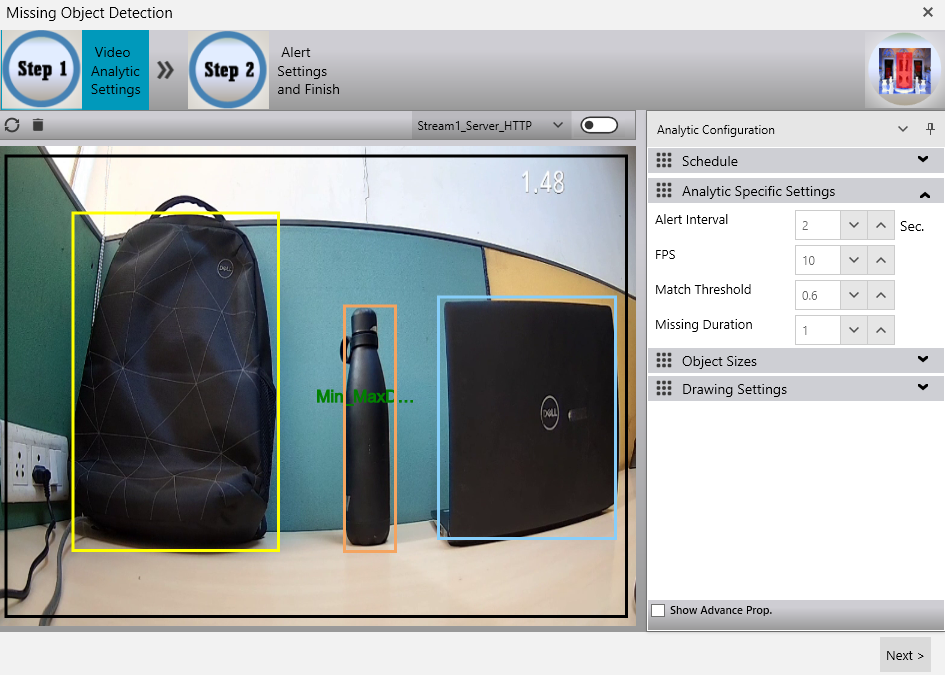 Missing Object Detection
Step 1
Video
Analytic
Settings
Step 2
Alert
Settings
and Finish
Stream1_Server_HTTP
1.48
DELL
Min_MaxD...
DELL
Analytic Configuration
Schedule
Analytic Specific Settings
Alert Interval 2 Sec.
FPS 10
Match Threshold 0.6
Missing Duration 1
Object Sizes
Drawing Settings
Show Advance Prop.
Next >